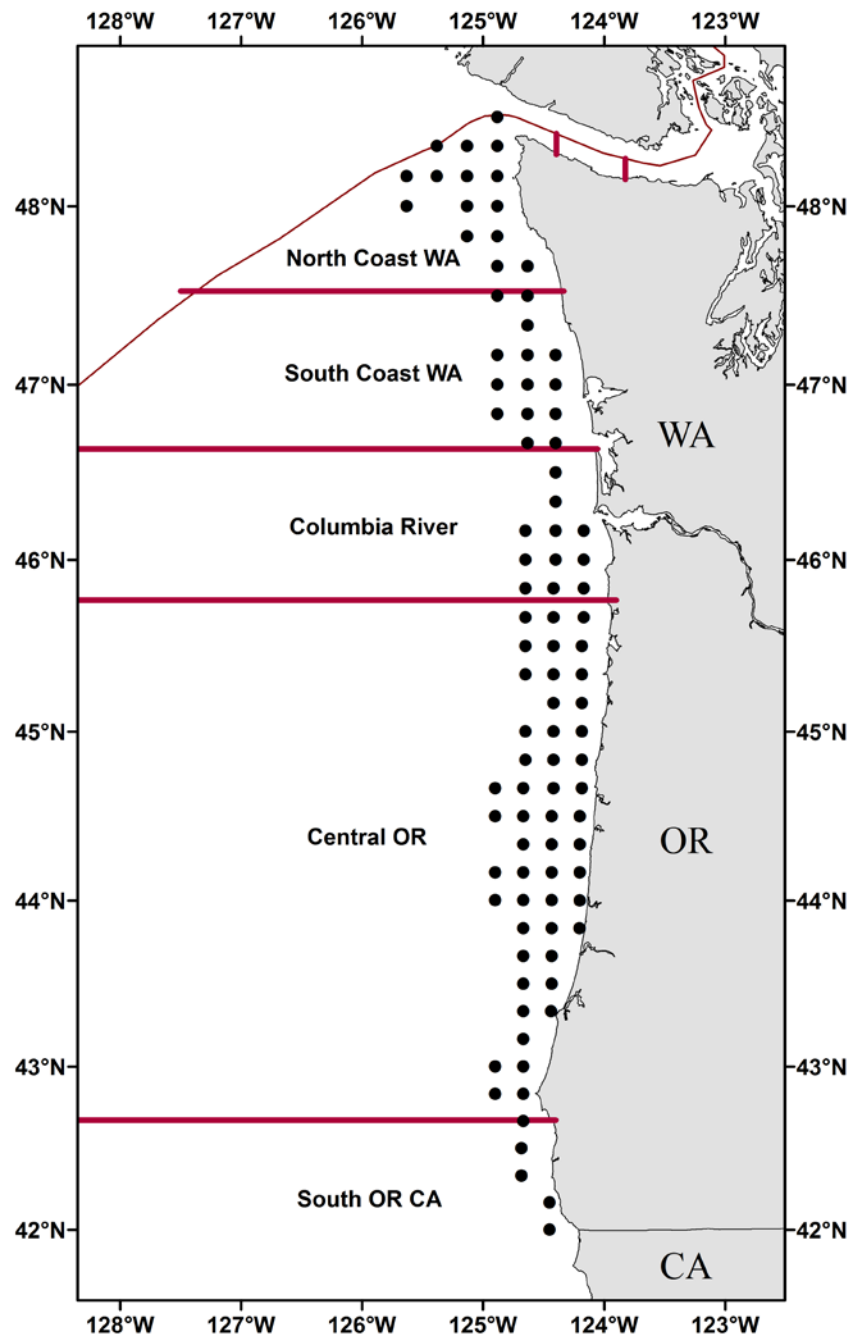 128°W 127°W 126°W 125°W 124°W 123°W
48°N 48°N
North Coast WA
South Coast WA
47°N 47°N
WA
Columbia River
46°N 46°N
45°N 45°N
Central OR
OR
44°N 44°N
43°N 43°N
South OR CA
42°N 42°N
CA
128°W 127°W 126°W 125°W 124°W 123°W